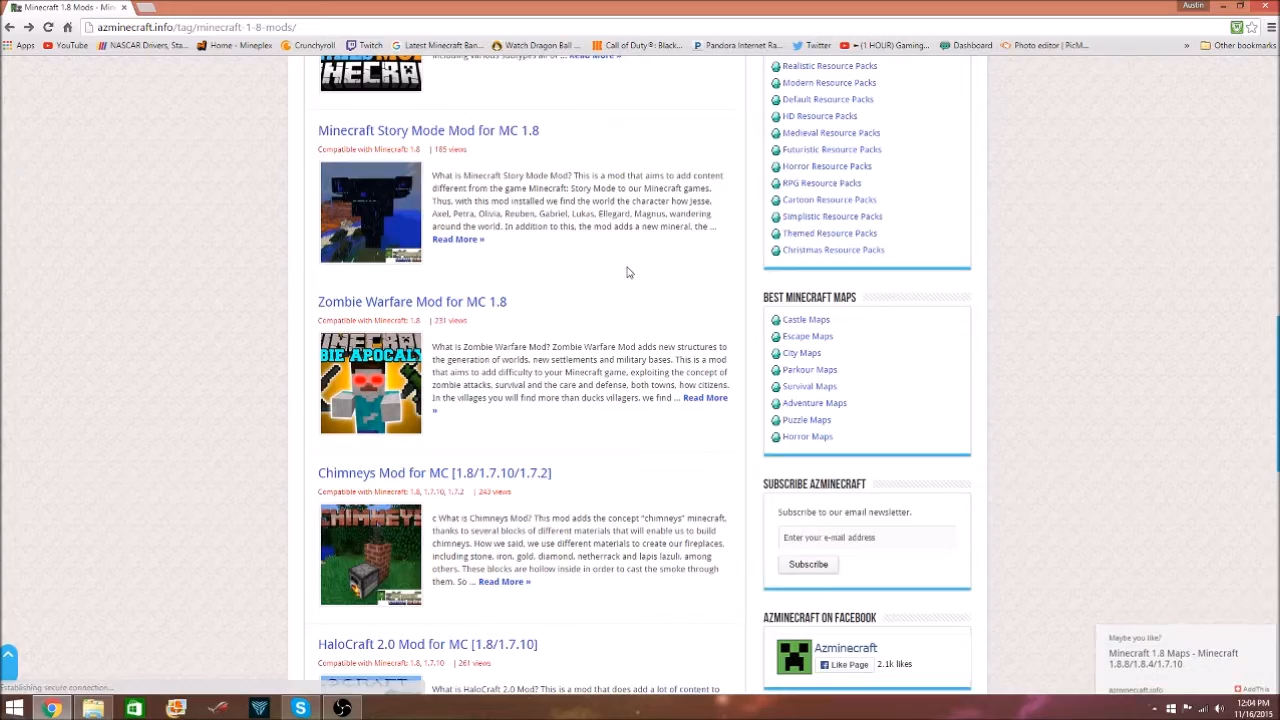 Minecraft 1.8 Mods - Min
Austin
azminecraft.info/tag/minecraft-1-8-mods/
Apps
YouTube
NASCAR Drivers, Sta
Home - Mineplex
Crunchyroll
Twitch
Latest Minecraft Ban
Watch Dragon Ball
Call of Duty®: Black
Pandora Internet Ra
Twitter
(1 HOUR) Gaming
Dashboard
Photo editor | PicM
Other bookmarks
NECRA
including various subtypes all of ... Read More »
Minecraft Story Mode Mod for MC 1.8
Compatible with Minecraft: 1.8 | 185 views
What is Minecraft Story Mode Mod? This is a mod that aims to add content
different from the game Minecraft: Story Mode to our Minecraft games.
Thus, with this mod installed we find the world the character how Jesse,
Axel, Petra, Olivia, Reuben, Gabriel, Lukas, Ellegard, Magnus, wandering
around the world. In addition to this, the mod adds a new mineral, the ...
Read More »
Zombie Warfare Mod for MC 1.8
Compatible with Minecraft: 1.8 | 231 views
INECRA
BIE APOCALY
What is Zombie Warfare Mod? Zombie Warfare Mod adds new structures to
the generation of worlds, new settlements and military bases. This is a mod
that aims to add difficulty to your Minecraft game, exploiting the concept of
zombie attacks, survival and the care and defense, both towns, how citizens.
In the villages you will find more than ducks villagers, we find ... Read More
»
Chimneys Mod for MC [1.8/1.7.10/1.7.2]
Compatible with Minecraft: 1.8, 1.7.10, 1.7.2 | 243 views
CHIMNEYS
c What is Chimneys Mod? This mod adds the concept "chimneys" minecraft,
thanks to several blocks of different materials that will enable us to build
chimneys. How we said, we use different materials to create our fireplaces,
including stone, iron, gold, diamond, netherrack and lapis lazuli, among
others. These blocks are hollow inside in order to cast the smoke through
them. So ... Read More »
HaloCraft 2.0 Mod for MC [1.8/1.7.10]
Compatible with Minecraft: 1.8, 1.7.10 | 261 views
What is HaloCraft 2.0 Mod? This is a mod that does add a lot of content to
Realistic Resource Packs
Modern Resource Packs
Default Resource Packs
HD Resource Packs
Medieval Resource Packs
Futuristic Resource Packs
Horror Resource Packs
RPG Resource Packs
Cartoon Resource Packs
Simplistic Resource Packs
Themed Resource Packs
Christmas Resource Packs
BEST MINECRAFT MAPS
Castle Maps
Escape Maps
City Maps
Parkour Maps
Survival Maps
Adventure Maps
Puzzle Maps
Horror Maps
SUBSCRIBE AZMINECRAFT
Subscribe to our email newsletter.
Enter your e-mail address
Subscribe
AZMINECRAFT ON FACEBOOK
Azminecraft
Like Page 2.1k likes
Maybe you like?
Minecraft 1.8 Maps - Minecraft
1.8.8/1.8.4/1.7.10
azminecraft.info
AddThis
Establishing secure connection...
12:04 PM
11/16/2015